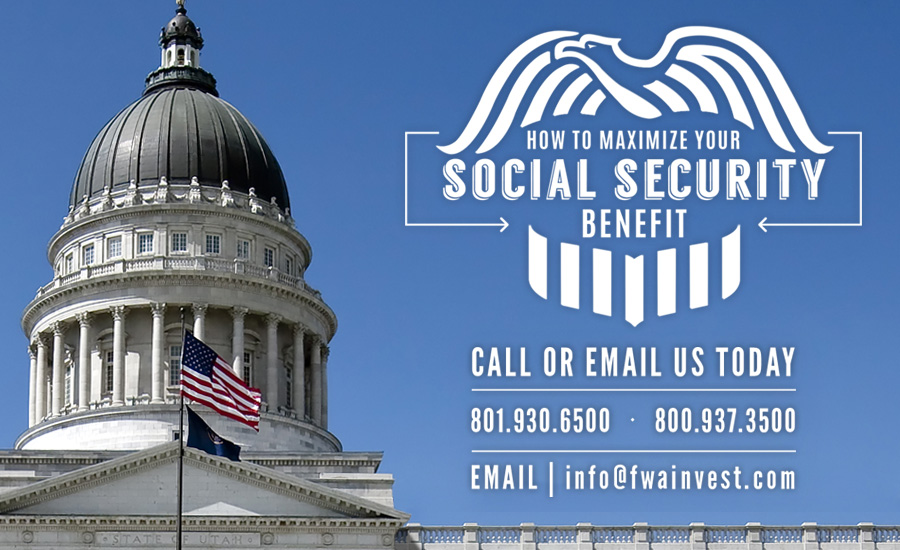 HOW TO MAXIMIZE YOUR
SOCIAL SECURITY
BENEFIT
CALL OR EMAIL US TODAY
801.930.6500 · 800.937.3500
EMAIL | info@fwainvest.com
STATE OF UTAH